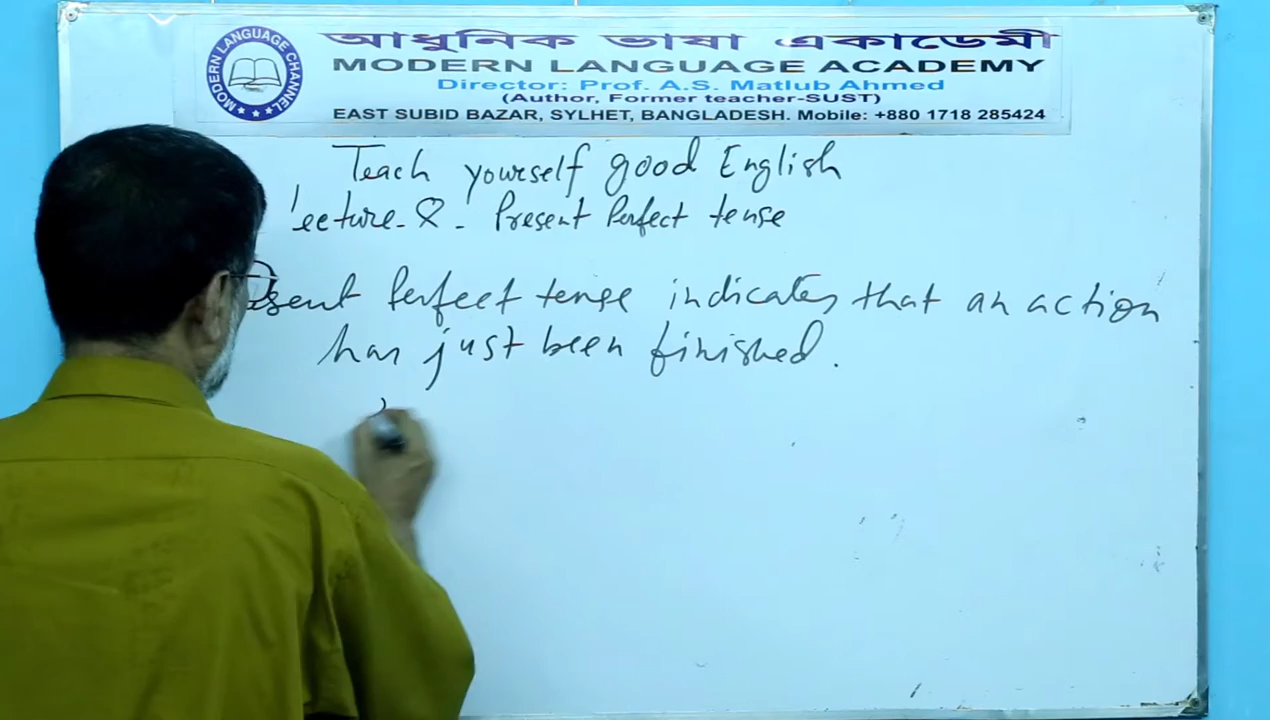 MODERN LANGUAGE CHANNEL
আধুনিক ভাষা একাডেমী
MODERN LANGUAGE ACADEMY
Director: Prof. A.S. Matlub Ahmed
(Author, Former teacher-SUST)
EAST SUBID BAZAR, SYLHET, BANGLADESH. Mobile: +880 1718 285424
Teach yourself good English
Lecture-8 - Present Perfect tense
Perfect tense indicates that an action
has just been finished.